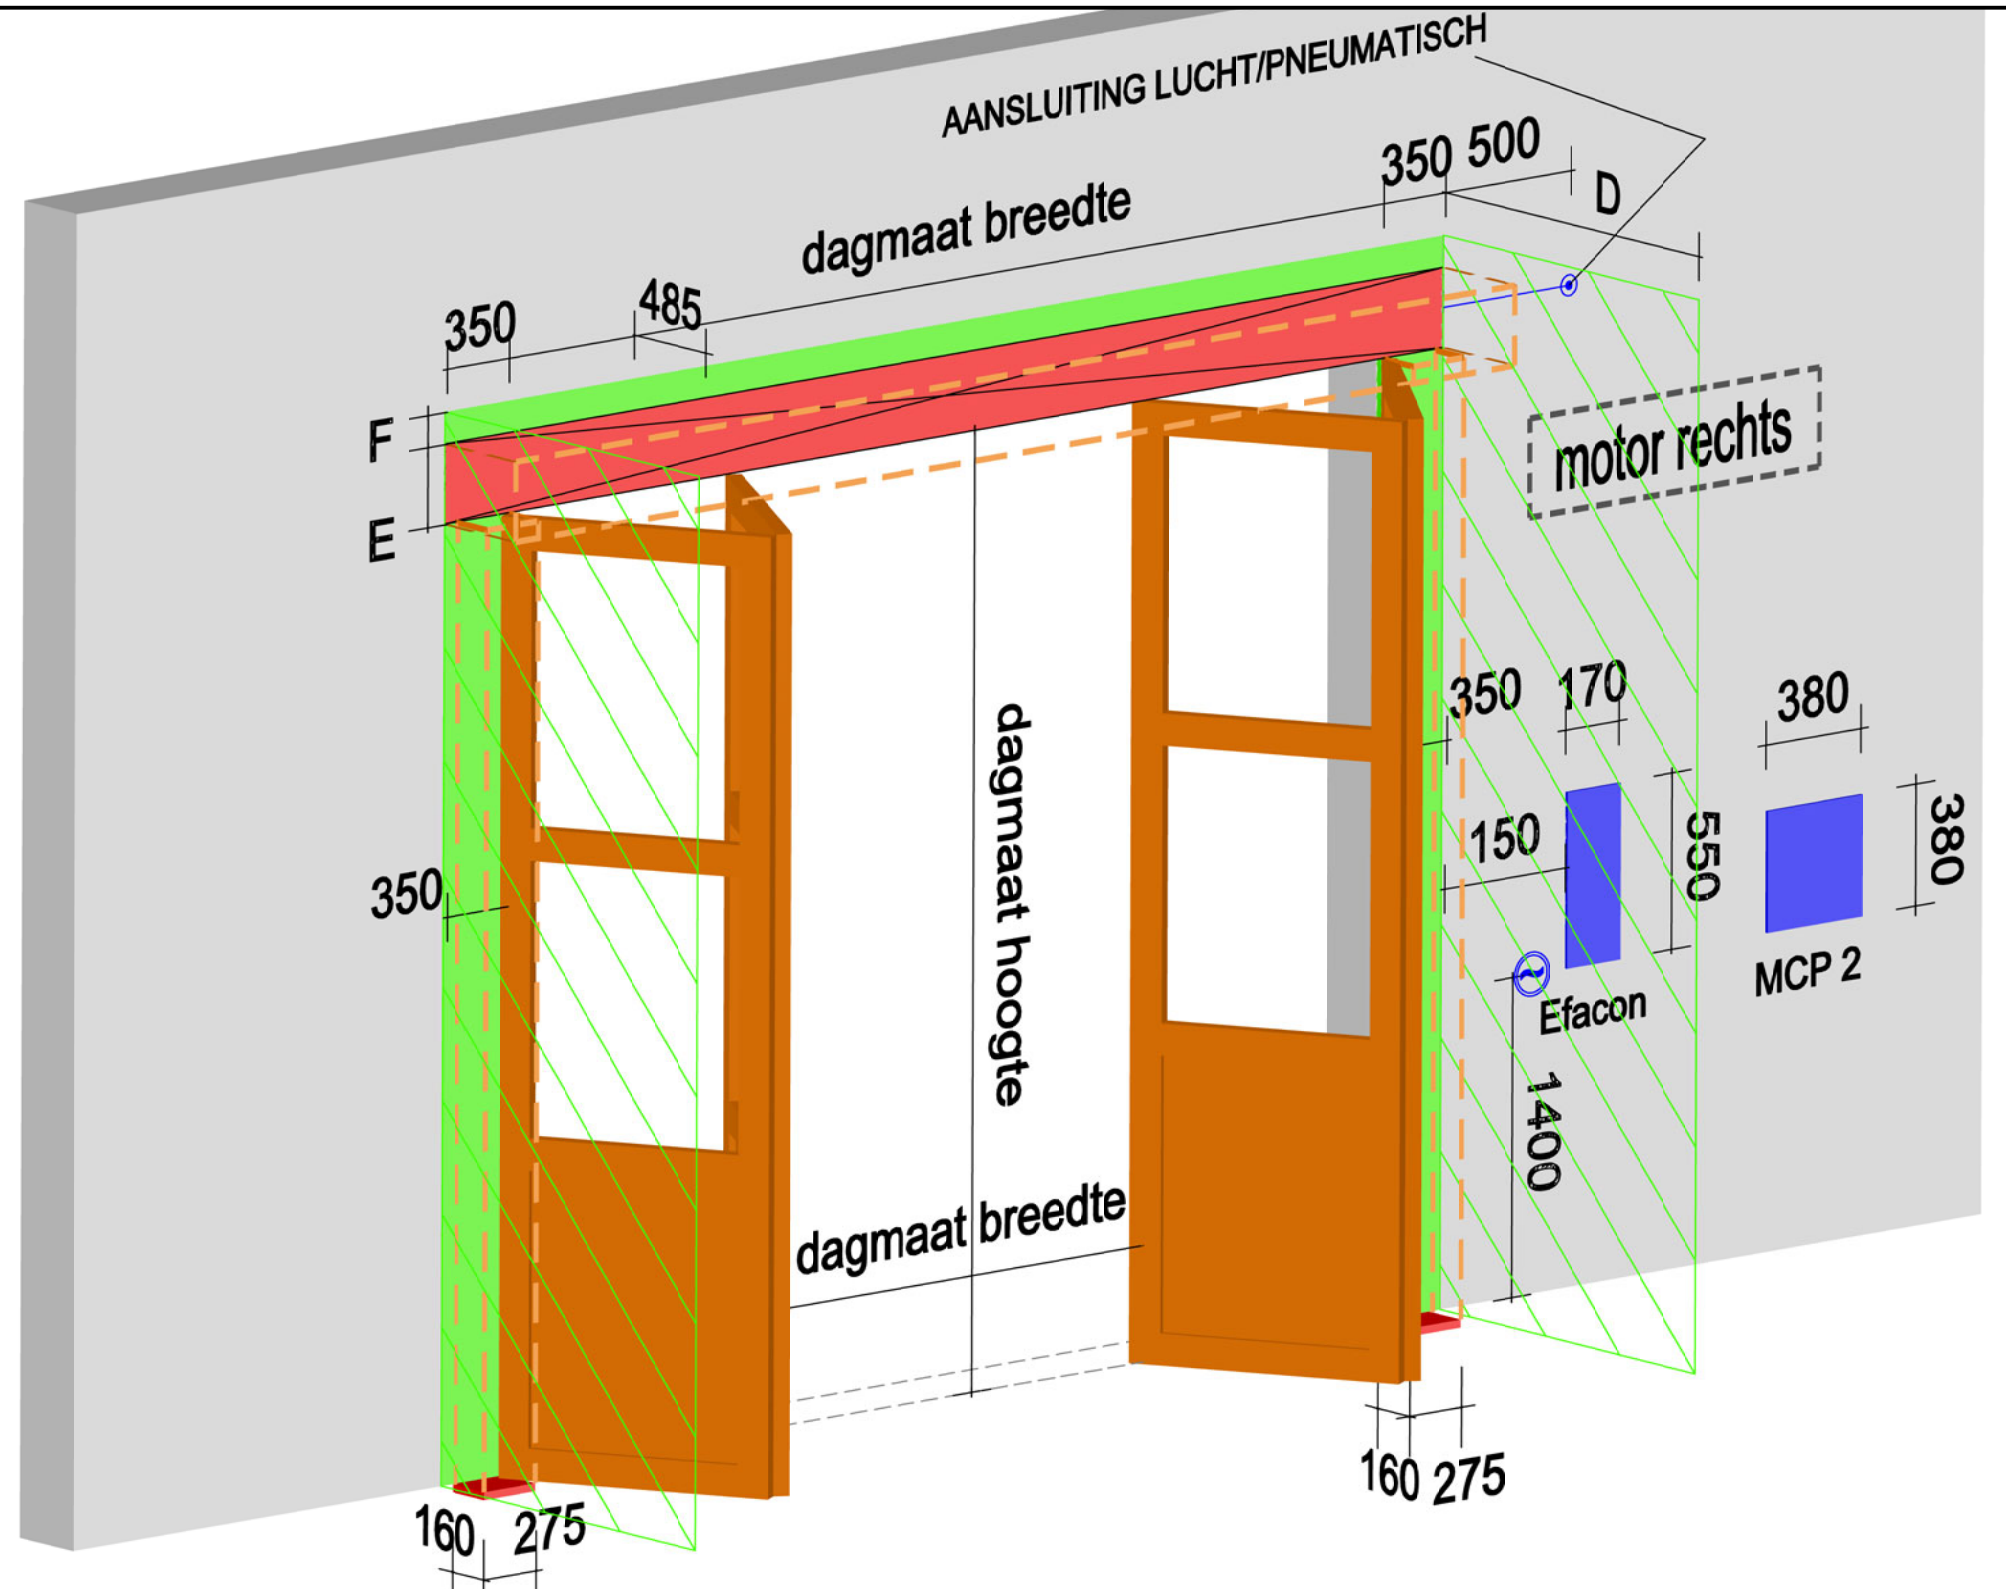 AANSLUITING LUCHT/PNEUMATISCH
350 500
D
dagmaat breedte
485
350
F
E
motor rechts
350
170
380
dagmaat hoogte
150
550
380
350
MCP 2
Efacon
1400
dagmaat breedte
160
275
160
275